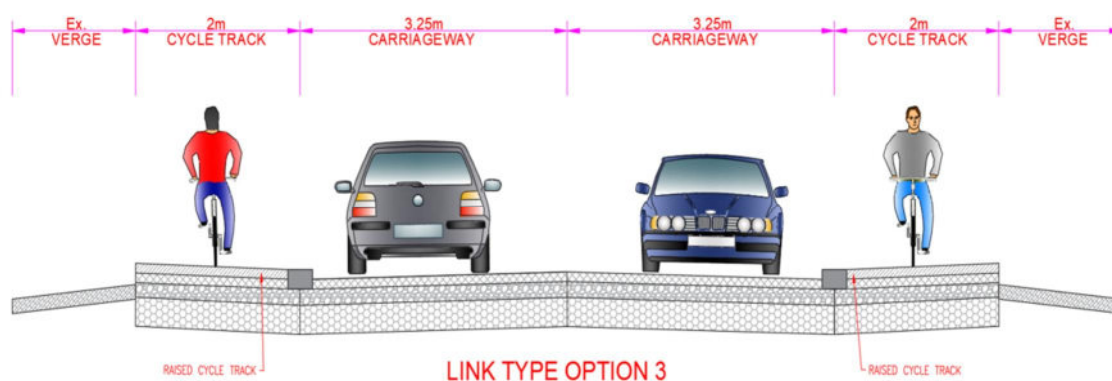 Ex.
VERGE
2m
CYCLE TRACK
3.25m
CARRIAGEWAY
3.25m
CARRIAGEWAY
2m
CYCLE TRACK
Ex.
VERGE
RAISED CYCLE TRACK
LINK TYPE OPTION 3
RAISED CYCLE TRACK